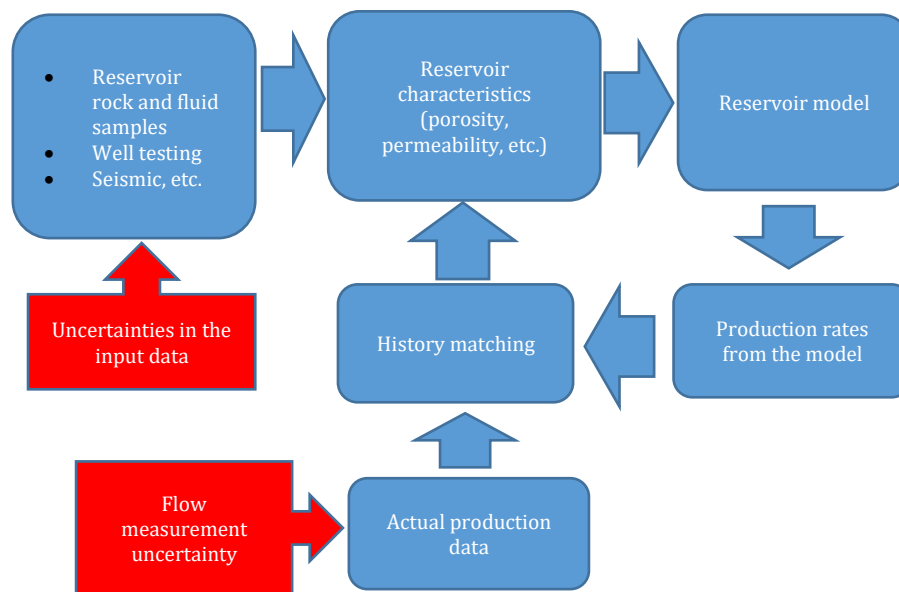 • Reservoir
rock and fluid
samples
• Well testing
• Seismic, etc.
Reservoir
characteristics
(porosity,
permeability, etc.)
Reservoir model
Uncertainties in the
input data
History matching
Production rates
from the model
Flow
measurement
uncertainty
Actual production
data